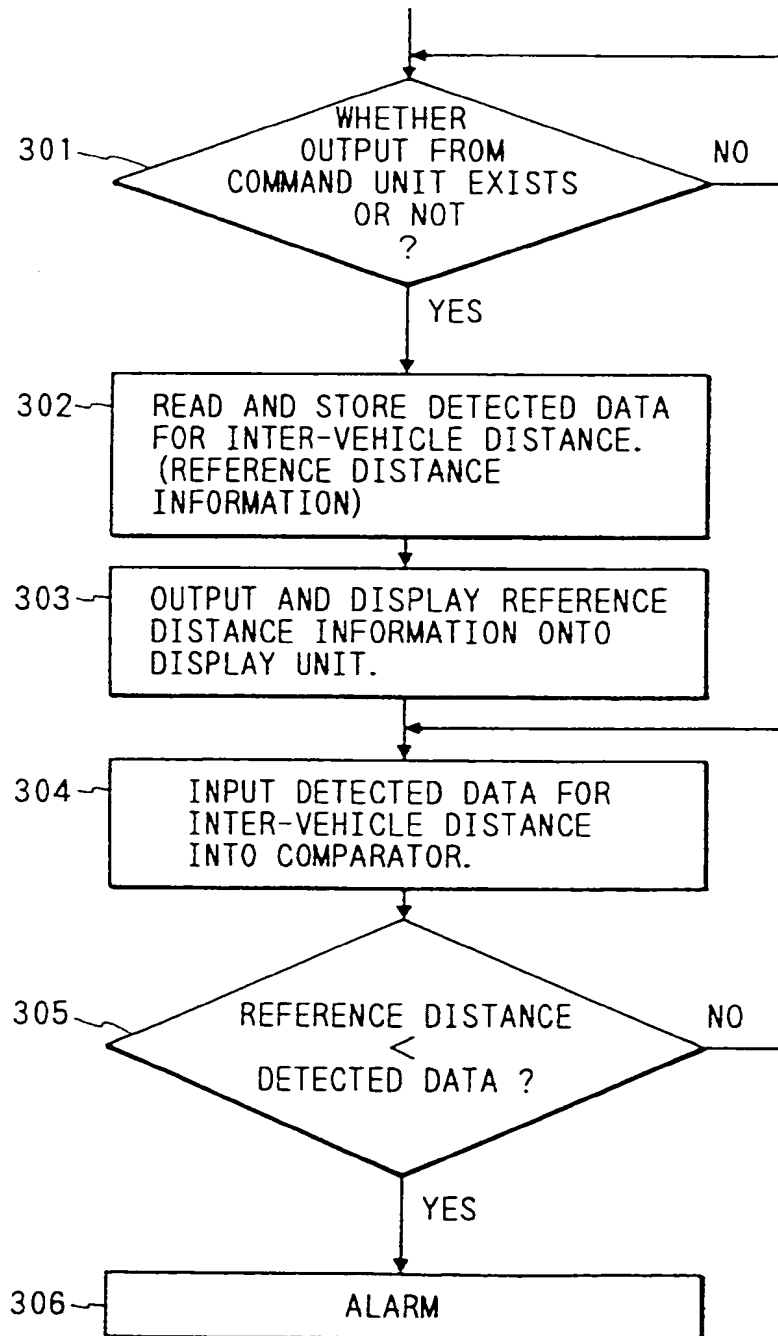 WHETHER
301
OUTPUT FROM
NO
COMMAND UNIT EXISTS
OR NOT
?
YES
302
READ AND STORE DETECTED DATA
FOR INTER-VEHICLE DISTANCE.
(REFERENCE DISTANCE
INFORMATION)
303
OUTPUT AND DISPLAY REFERENCE
DISTANCE INFORMATION ONTO
DISPLAY UNIT.
304
INPUT DETECTED DATA FOR
INTER-VEHICLE DISTANCE
INTO COMPARATOR.
305
REFERENCE DISTANCE
NO
<
DETECTED DATA ?
YES
306
ALARM